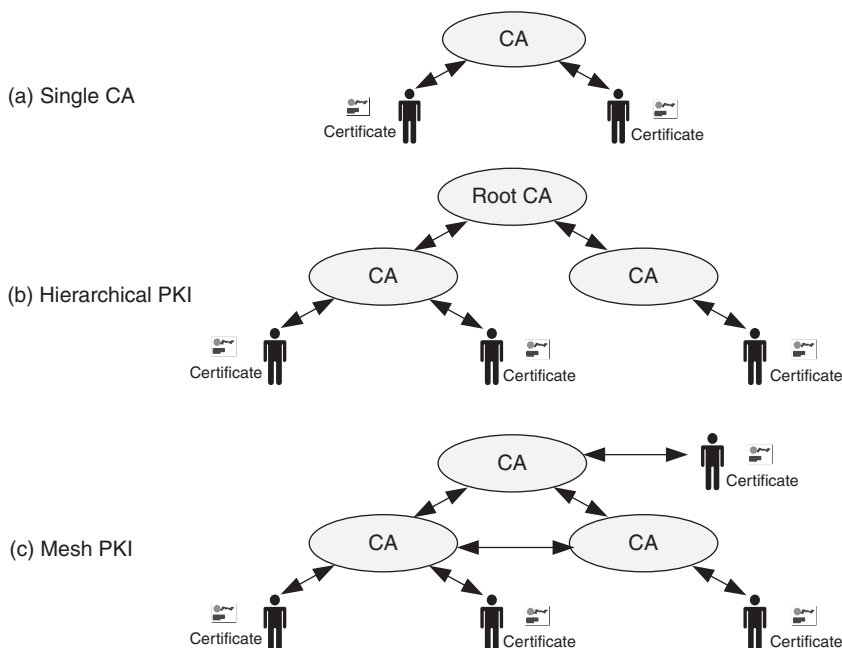 CA
(a) Single CA
Certificate
Certificate
Root CA
CA
CA
(b) Hierarchical PKI
Certificate
Certificate
Certificate
CA
Certificate
CA
CA
(c) Mesh PKI
Certificate
Certificate
Certificate